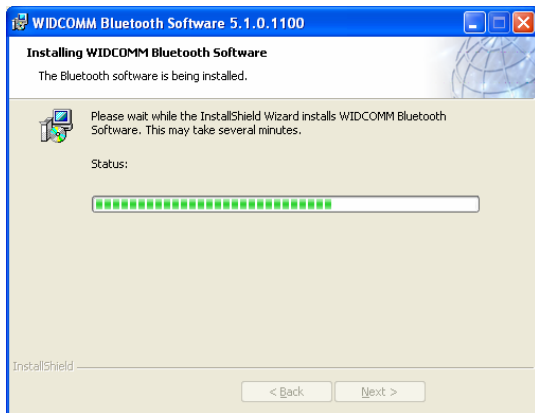 WIDCOMM Bluetooth Software 5.1.0.1100
Installing WIDCOMM Bluetooth Software
The Bluetooth software is being installed.
Please wait while the InstallShield Wizard installs WIDCOMM Bluetooth
Software. This may take several minutes.
Status:
InstallShield
< Back Next >